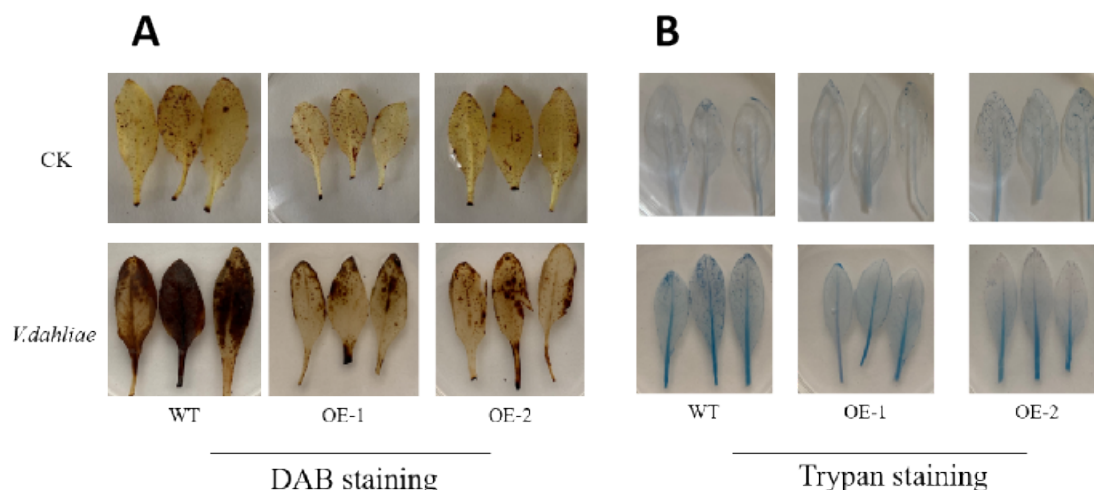 A
B
CK
V.dahliae
WT
OE-1
OE-2
WT
OE-1
OE-2
DAB staining
Trypan staining